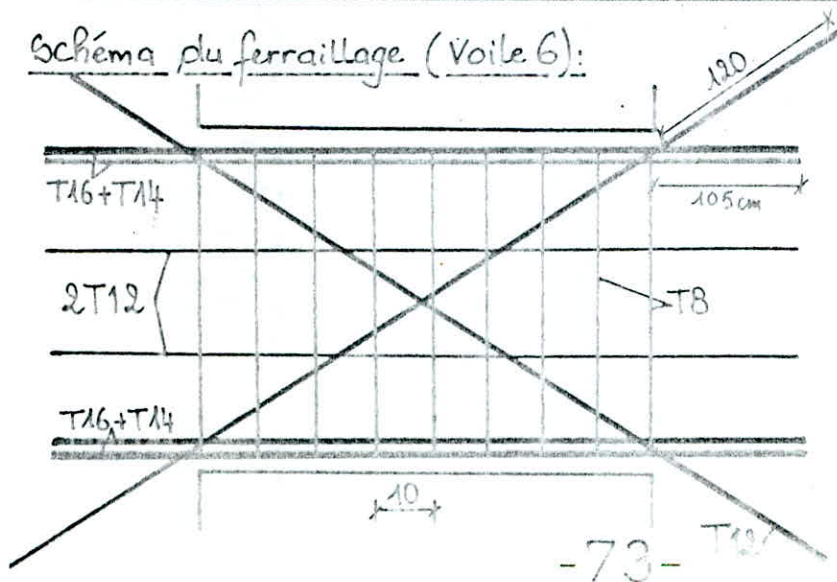 Schéma du ferraillage (Voile 6):
120
T16+T14
105cm
2T12
T8
T16+T14
10
T12
-73-